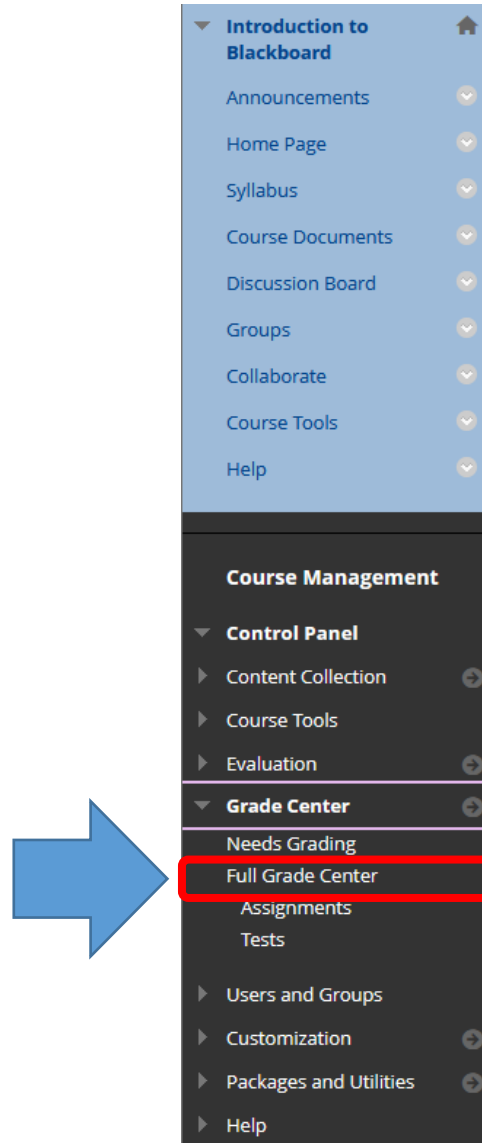 Introduction to
Blackboard
Announcements
Home Page
Syllabus
Course Documents
Discussion Board
Groups
Collaborate
Course Tools
Help
Course Management
Control Panel
Content Collection
Course Tools
Evaluation
Grade Center
Needs Grading
Full Grade Center
Assignments
Tests
Users and Groups
Customization
Packages and Utilities
Help